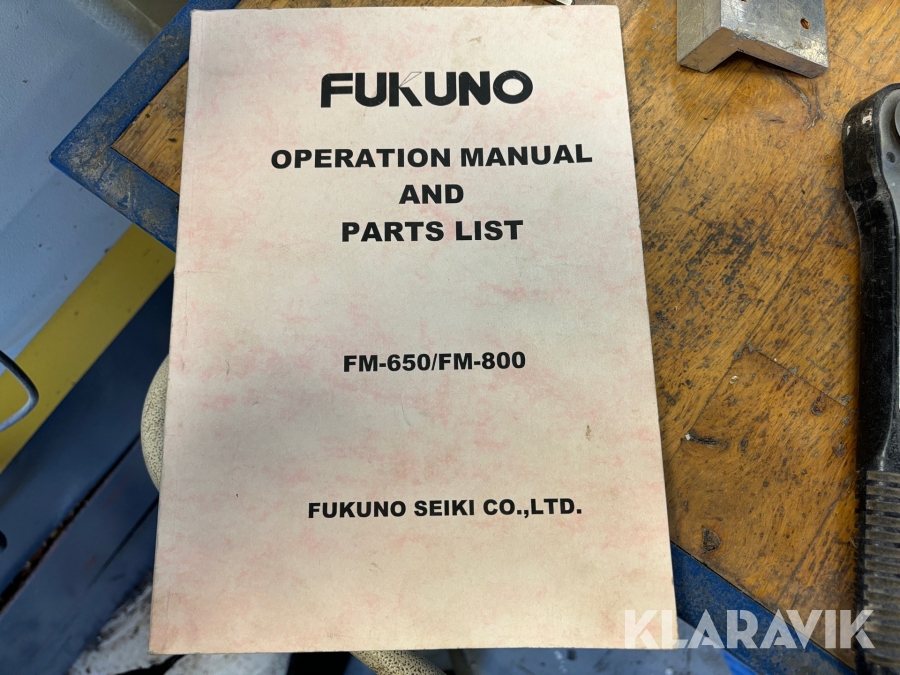 FUKUNO
OPERATION MANUAL
AND
PARTS LIST
FM-650/FM-800
FUKUNO SEIKI CO.,LTD.
KLARAVIK